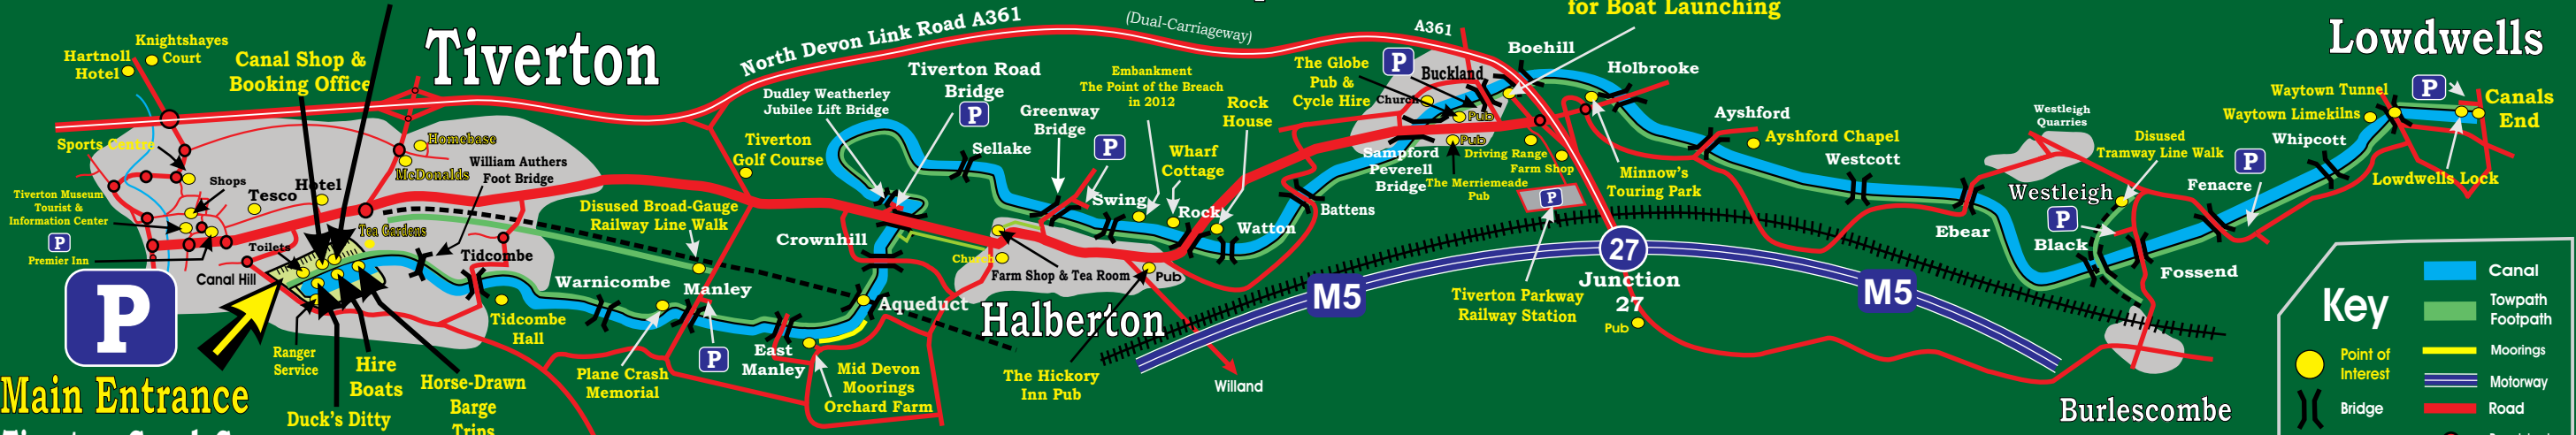 for Boat Launching
Tiverton
Lowdwells
Knightshayes
Court
Hartnoll
Hotel
Canal Shop &
Booking Office
North Devon Link Road A361
(Dual-Carriageway)
A361
Sports Centre
Homebase
McDonalds
William Authers
Foot Bridge
Tiverton Museum
Tourist &
Information Center
Shops
Tesco
Hotel
Tea Gardens
P
Premier Inn
Toilets
Canal Hill
Tidcombe
P
Main Entrance
Ranger
Service
Hire
Boats
Duck's Ditty
Horse-Drawn
Barge
Trips
Tidcombe
Hall
Warnicombe
Plane Crash
Memorial
Manley
P
Disused Broad-Gauge
Railway Line Walk
Tiverton
Golf Course
Dudley Weatherley
Jubilee Lift Bridge
Tiverton Road
Bridge
P
Sellake
Crownhill
Aqueduct
East
Manley
Mid Devon
Moorings
Orchard Farm
Greenway
Bridge
P
Embankment
The Point of the Breach
in 2012
Swing
Wharf
Cottage
Rock
House
Rock
Watton
Church
Farm Shop & Tea Room
Pub
Halberton
The Hickory
Inn Pub
Willand
Battens
The Globe
Pub &
Cycle Hire
P
Buckland
Church
Pub
Pub
Sampford
Peverell
Bridge
The Merriemeade
Pub
Driving Range
Farm Shop
Boehill
Holbrooke
Minnow's
Touring Park
P
Tiverton Parkway
Railway Station
M5
27
Junction
27
Pub
M5
Ayshford
Ayshford Chapel
Westcott
Ebear
Westleigh
Quarries
Westleigh
P
Black
Disused
Tramway Line Walk
Fossend
Fenacre
P
Whipcott
Waytown Tunnel
Waytown Limekilns
P
Canals
End
Lowdwells Lock
Burlescombe
Key
Point of
Interest
Bridge
Canal
Towpath
Footpath
Moorings
Motorway
Road